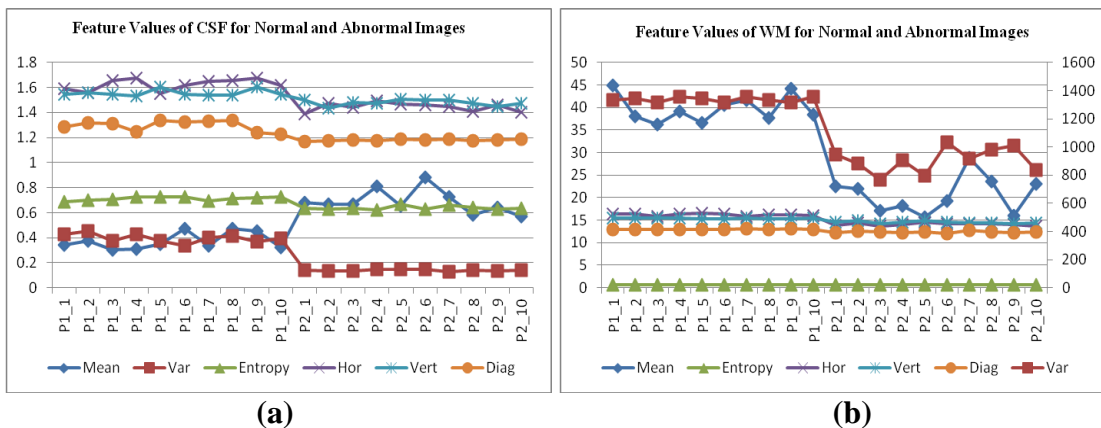 Feature Values of CSF for Normal and Abnormal Images
1.8
1.6
1.4
1.2
1
0.8
0.6
0.4
0.2
0
P1_1
P1_2
P1_3
P1_4
P1_5
P1_6
P1_7
P1_8
P1_9
P1_10
P2_1
P2_2
P2_3
P2_4
P2_5
P2_6
P2_7
P2_8
P2_9
P2_10
Mean Var Entropy Hor Vert Diag
(a)
Feature Values of WM for Normal and Abnormal Images
50
45
40
35
30
25
20
15
10
5
0
1600
1400
1200
1000
800
600
400
200
0
P1_1
P1_2
P1_3
P1_4
P1_5
P1_6
P1_7
P1_8
P1_9
P1_10
P2_1
P2_2
P2_3
P2_4
P2_5
P2_6
P2_7
P2_8
P2_9
P2_10
Mean Entropy Hor Vert Diag Var
(b)